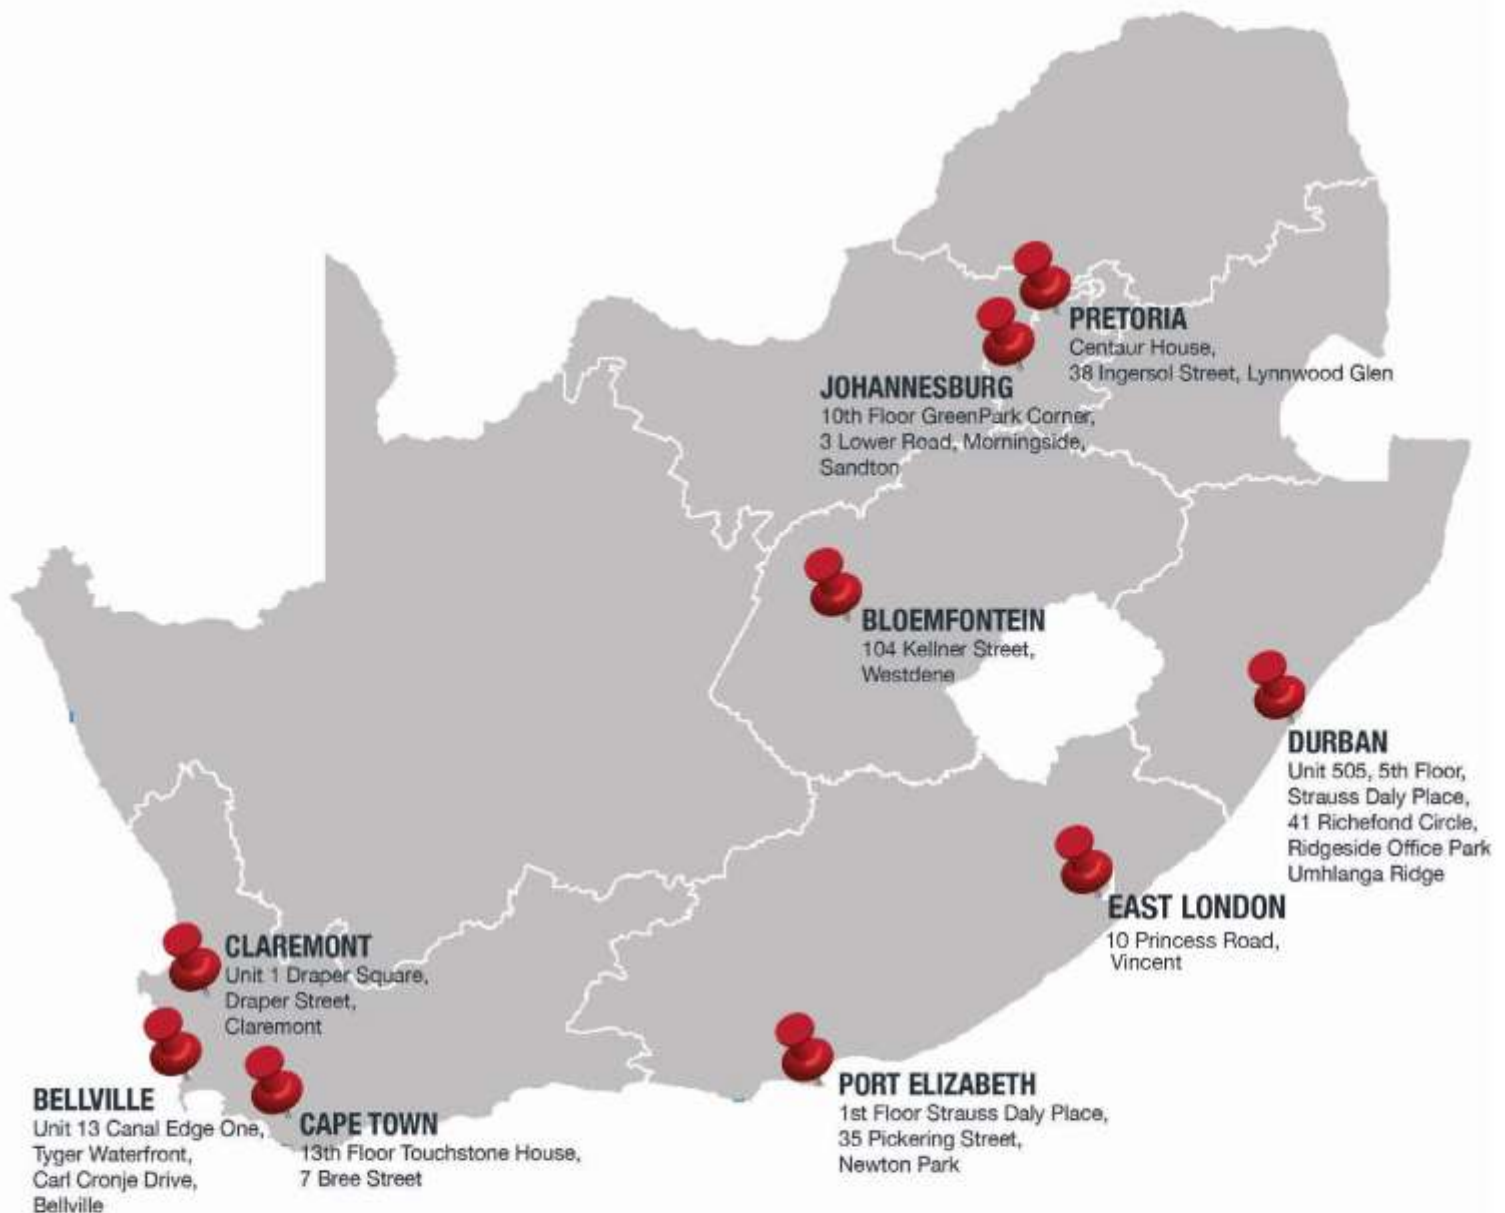 PRETORIA
Centaur House,
38 Ingersol Street, Lynnwood Glen
JOHANNESBURG
10th Floor GreenPark Corner,
3 Lower Road, Morningside,
Sandton
BLOEMFONTEIN
104 Kellner Street,
Westdene
DURBAN
Unit 505, 5th Floor,
Strauss Daly Place,
41 Richefond Circle,
Ridgeside Office Park
Umhlanga Ridge
EAST LONDON
10 Princess Road,
Vincent
CLAREMONT
Unit 1 Draper Square,
Draper Street,
Claremont
BELLVILLE
Unit 13 Canal Edge One,
Tyger Waterfront,
Carl Cronje Drive,
Bellville
CAPE TOWN
13th Floor Touchstone House,
7 Bree Street
PORT ELIZABETH
1st Floor Strauss Daly Place,
35 Pickering Street,
Newton Park